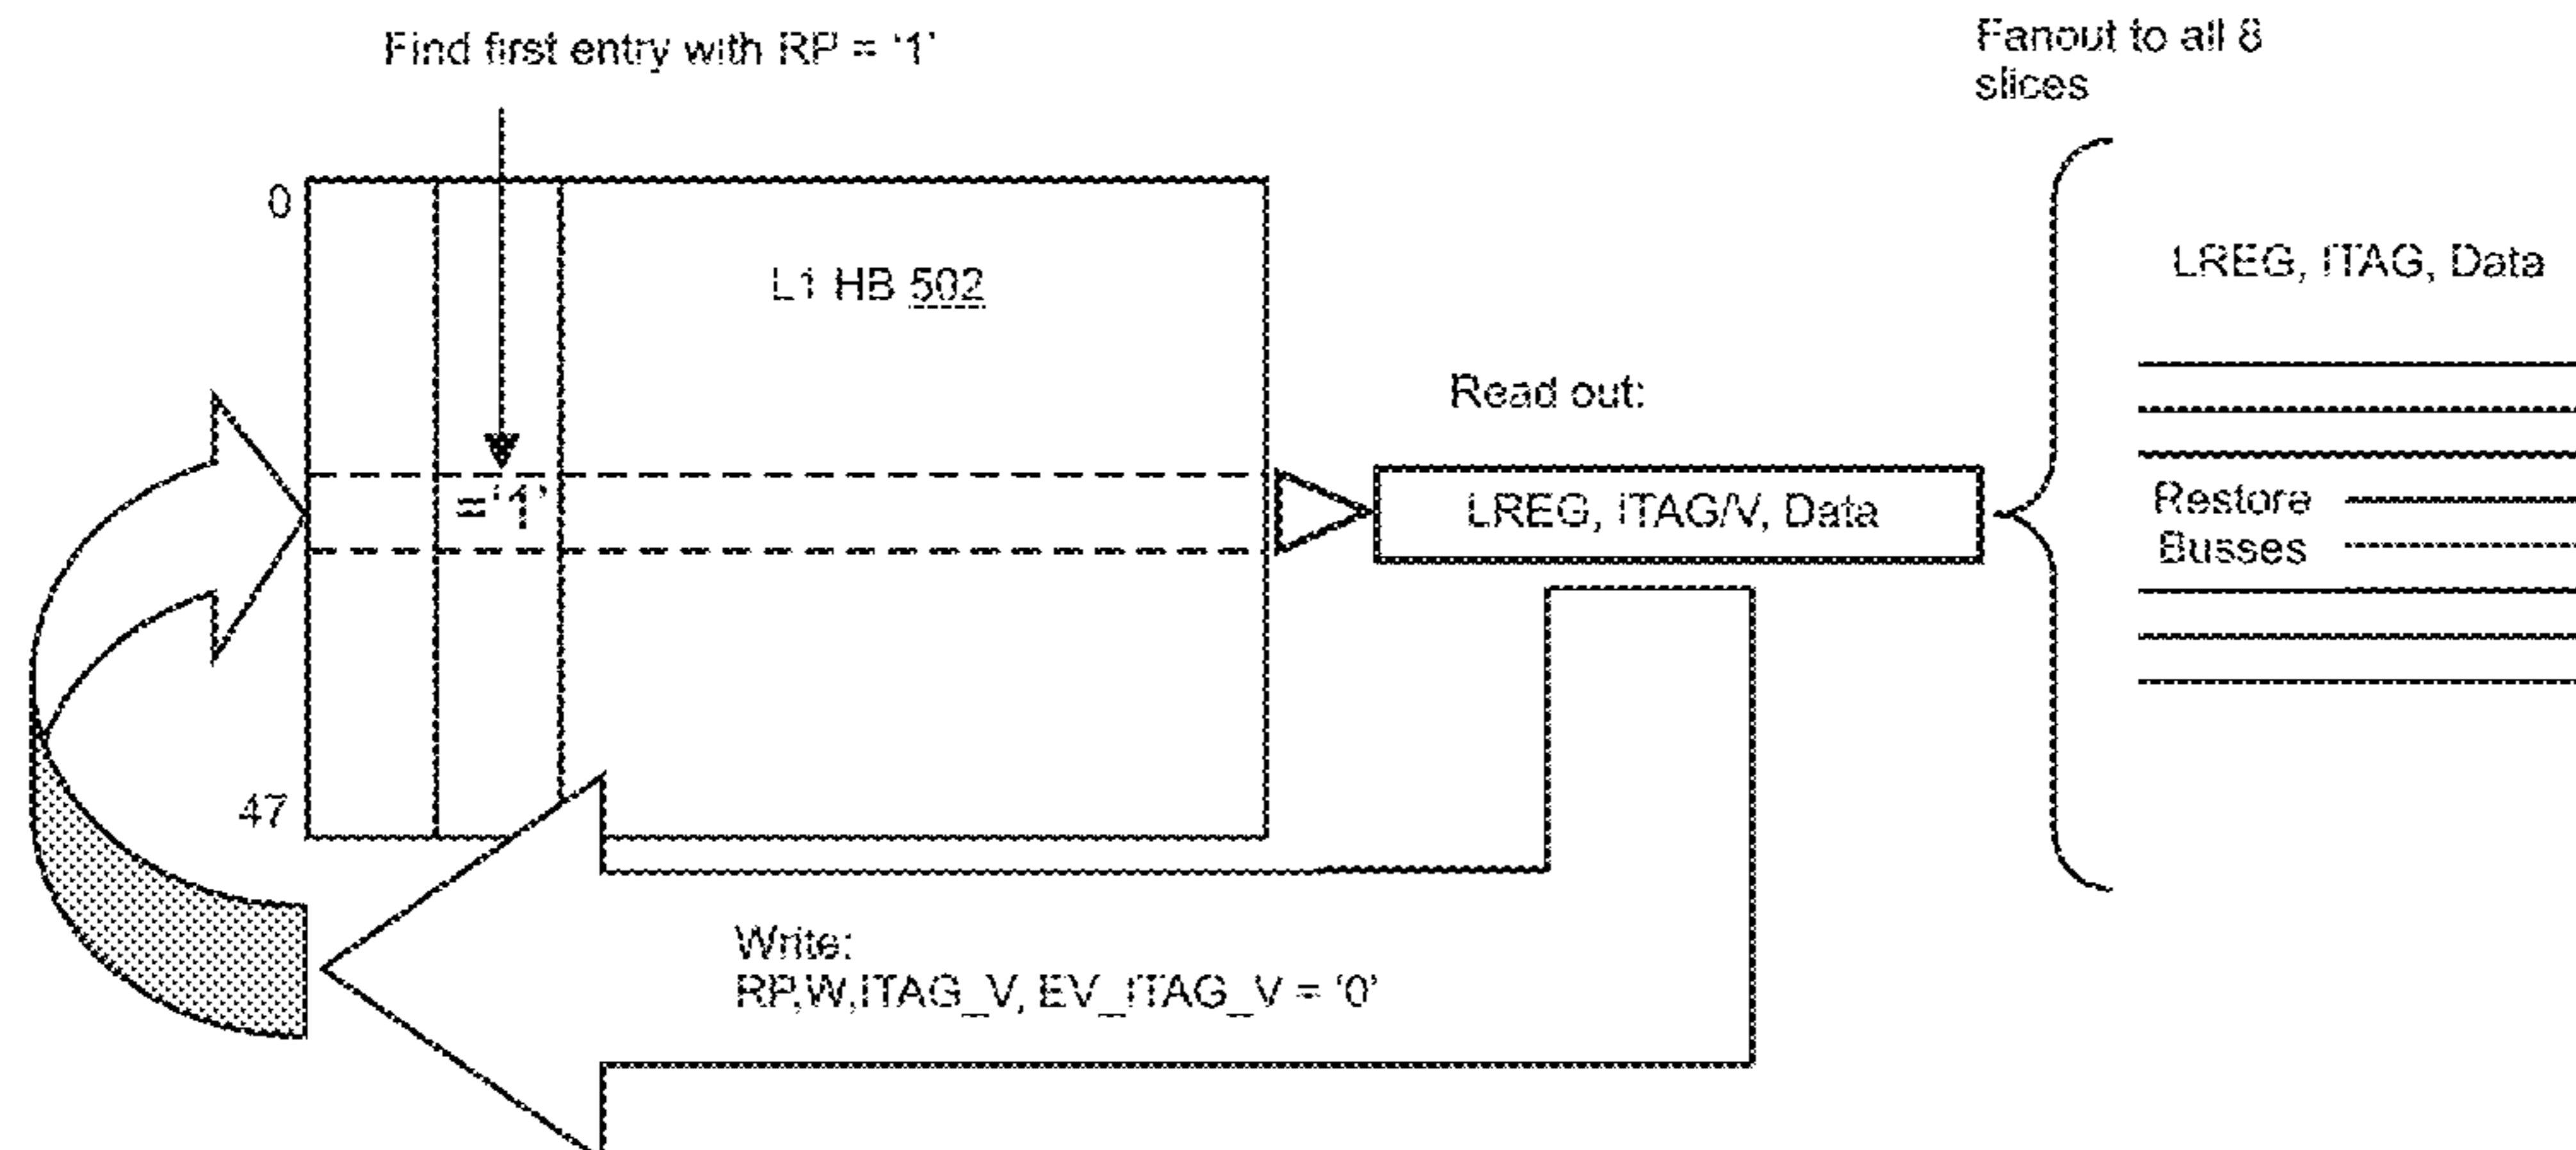 Find first entry with RP = ‘1’
Fanout to all 8
slices
0
L1 HB 502
LREG, ITAG, Data
Read out:
=‘1’
LREG, ITAG/V, Data
Restore
Busses
47
Write:
RP,W,ITAG_V, EV_ITAG_V = ‘0’